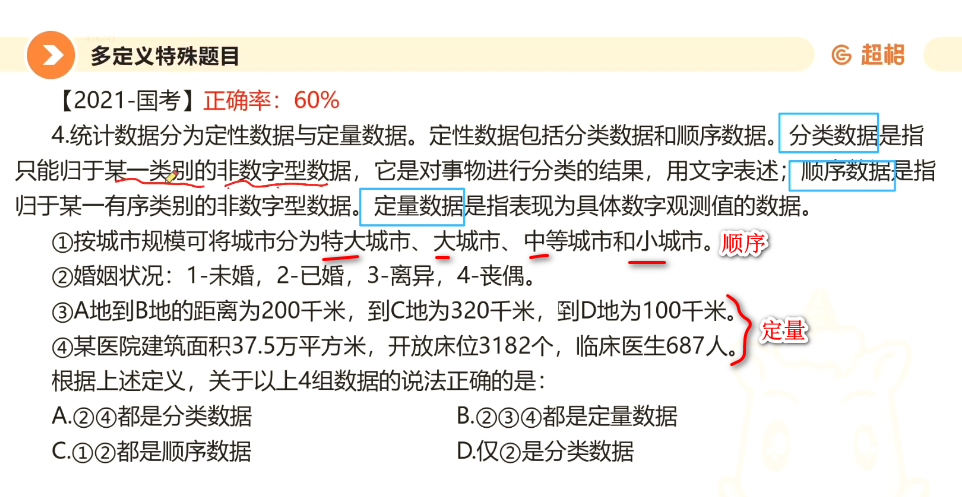 多定义特殊题目
超格
【2021-国考】正确率：60%
4.统计数据分为定性数据与定量数据。定性数据包括分类数据和顺序数据。分类数据是指
只能归于某一类别的非数字型数据，它是对事物进行分类的结果，用文字表述；顺序数据是指
归于某一有序类别的非数字型数据。定量数据是指表现为具体数字观测值的数据。
①按城市规模可将城市分为特大城市、大城市、中等城市和小城市。 顺序
②婚姻状况：1-未婚，2-已婚，3-离异，4-丧偶。
③A地到B地的距离为200千米，到C地为320千米，到D地为100千米。
定量
④某医院建筑面积37.5万平方米，开放床位3182个，临床医生687人。
根据上述定义，关于以上4组数据的说法正确的是：
A.②④都是分类数据 B.②③④都是定量数据
C.①②都是顺序数据 D.仅②是分类数据